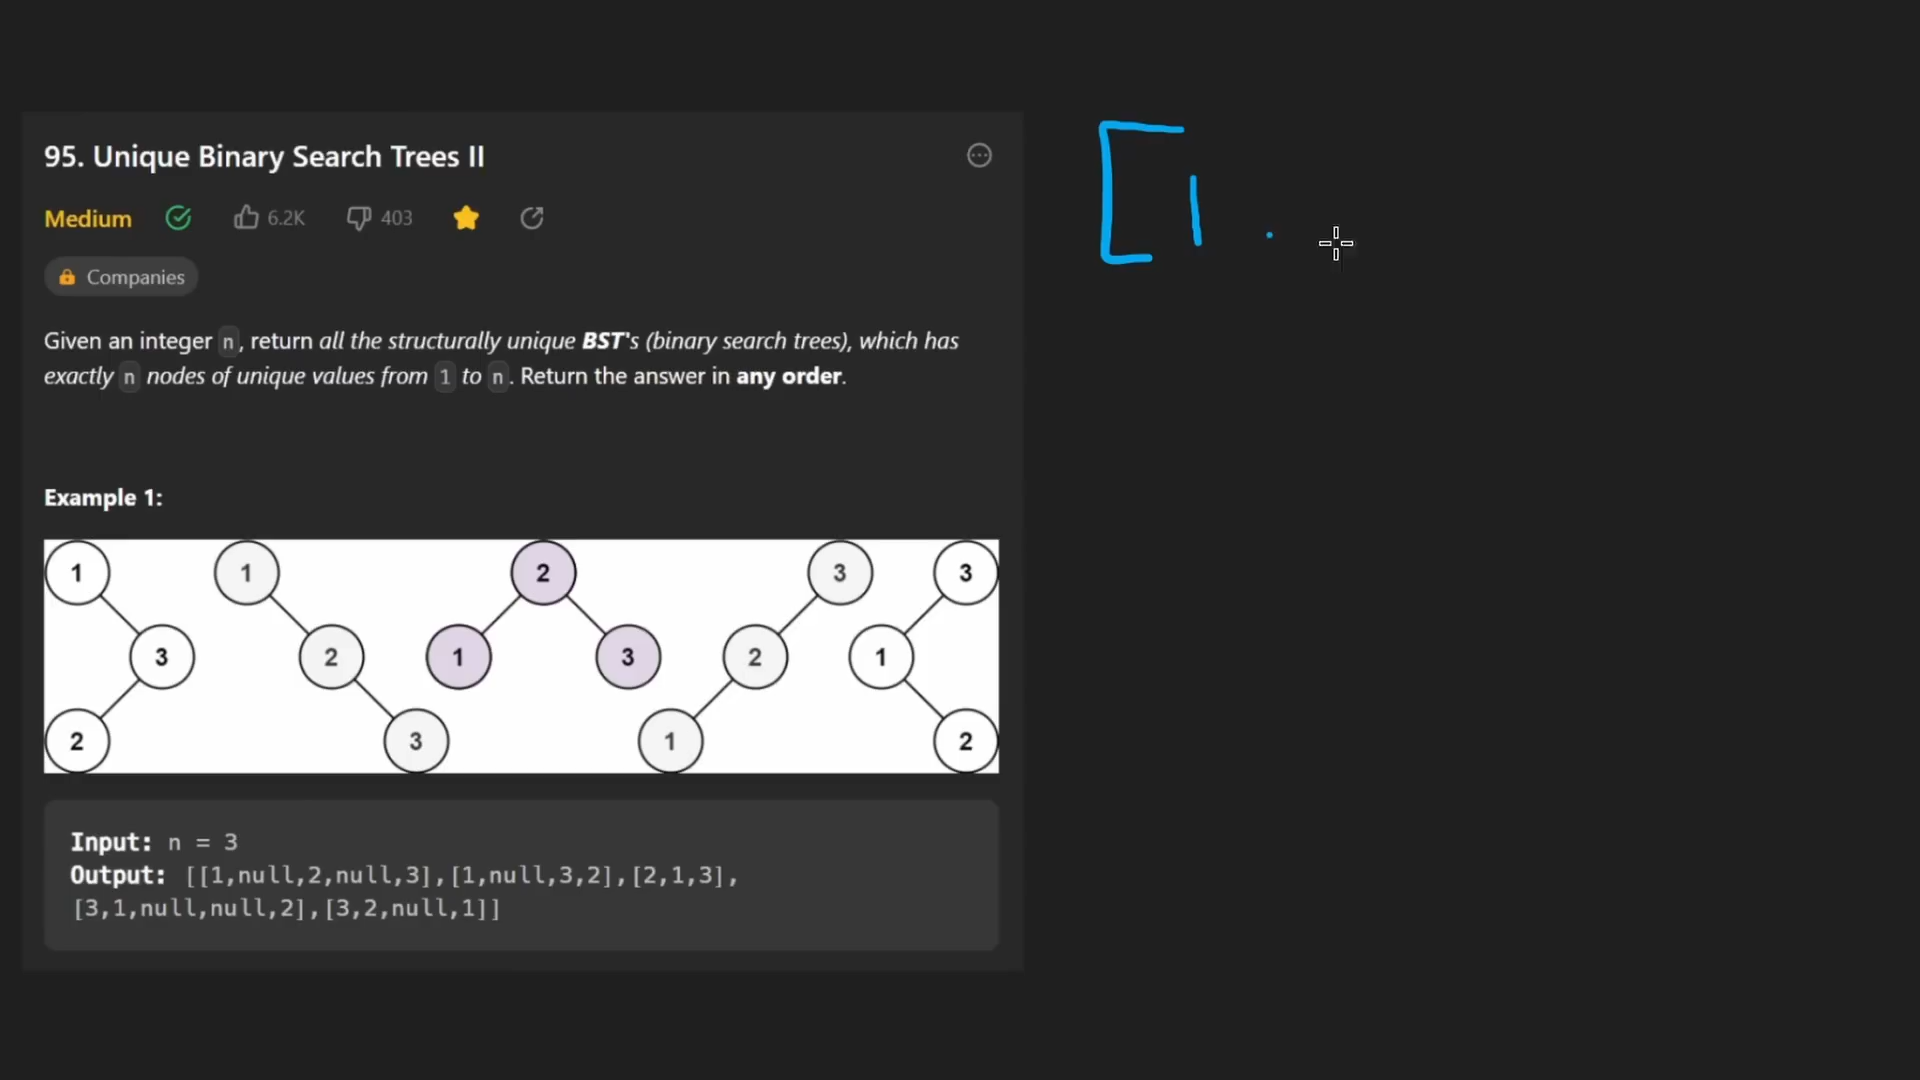 95. Unique Binary Search Trees II
Medium 6.2K 403
Companies
Given an integer n, return all the structurally unique BST's (binary search trees), which has
exactly n nodes of unique values from 1 to n. Return the answer in any order.
Example 1:
1 1 2 3 3
3 2 1 3 2 1
2 3 1 2
Input: n = 3
Output: [[1,null,2,null,3],[1,null,3,2],[2,1,3],
[3,1,null,null,2],[3,2,null,1]]
[1 .